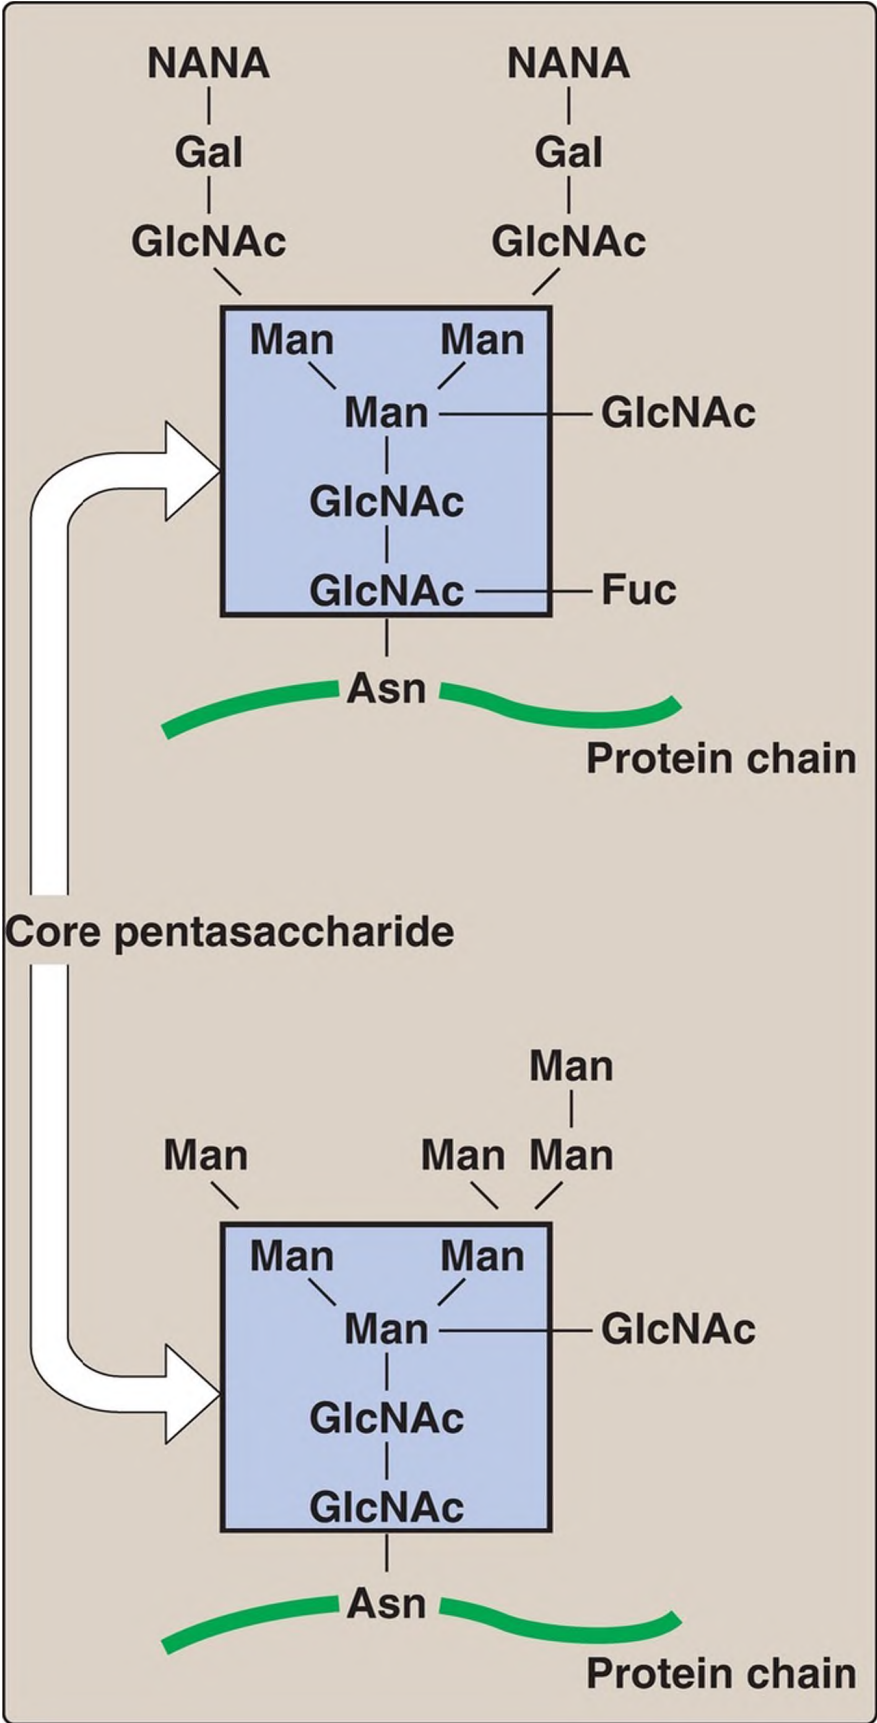 NANA NANA
Gal Gal
GlcNAc GlcNAc
Man Man
Man GlcNAc
GlcNAc
GlcNAc Fuc
Asn
Protein chain
Core pentasaccharide
Man
Man Man Man
Man Man
Man GlcNAc
GlcNAc
GlcNAc
Asn
Protein chain